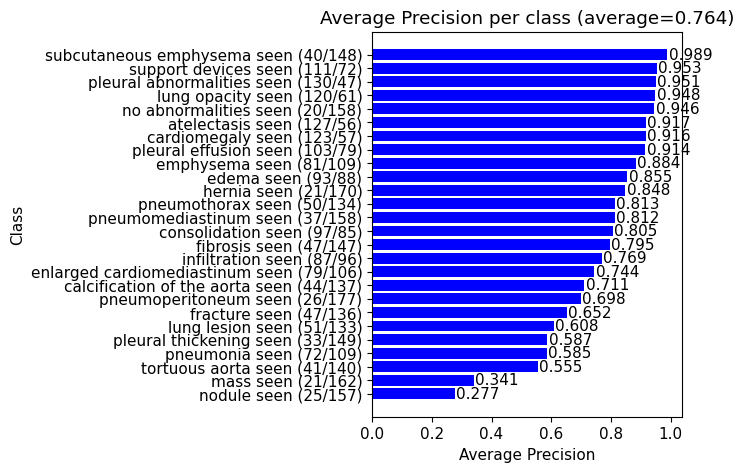 Average Precision per class (average=0.764)
subcutaneous emphysema seen (40/148) 0.989
support devices seen (111/72) 0.953
pleural abnormalities seen (130/47) 0.951
lung opacity seen (120/61) 0.948
no abnormalities seen (20/158) 0.946
atelectasis seen (127/56) 0.917
cardiomegaly seen (123/57) 0.916
pleural effusion seen (103/79) 0.914
emphysema seen (81/109) 0.884
edema seen (93/88) 0.855
hernia seen (21/170) 0.848
pneumothorax seen (50/134) 0.813
pneumomediastinum seen (37/158) 0.812
consolidation seen (97/85) 0.805
fibrosis seen (47/147) 0.795
infiltration seen (87/96) 0.769
enlarged cardiomediastinum seen (79/106) 0.744
calcification of the aorta seen (44/137) 0.711
pneumoperitoneum seen (26/177) 0.698
fracture seen (47/136) 0.652
lung lesion seen (51/133) 0.608
pleural thickening seen (33/149) 0.587
pneumonia seen (72/109) 0.585
tortuous aorta seen (41/140) 0.555
mass seen (21/162) 0.341
nodule seen (25/157) 0.277
Class
0.0 0.2 0.4 0.6 0.8 1.0
Average Precision